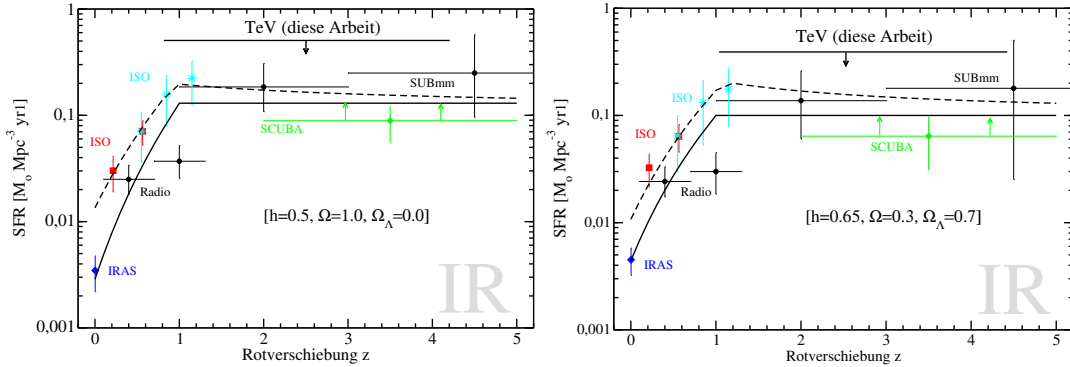 TeV (diese Arbeit)
ISO
SUBmm
ISO
SCUBA
Radio
[h=0.5, Ω=1.0, Ω_Λ=0.0]
IRAS
IR
SFR [M_o Mpc^-3 yr1]
1
0,1
0,01
0,001
0 1 2 3 4 5
Rotverschiebung z
TeV (diese Arbeit)
ISO
SUBmm
ISO
SCUBA
Radio
[h=0.65, Ω=0.3, Ω_Λ=0.7]
IRAS
IR
SFR [M_o Mpc^-3 yr1]
1
0,1
0,01
0,001
0 1 2 3 4 5
Rotverschiebung z